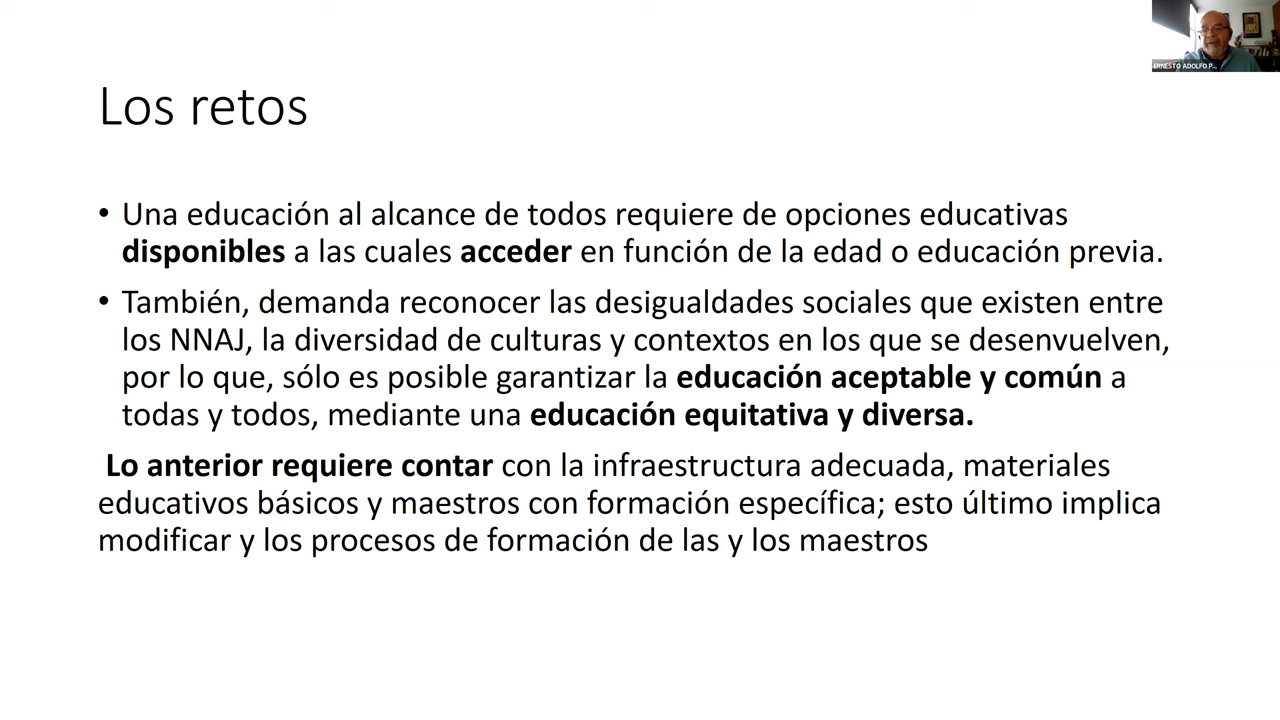 ERNESTO ADOLFO P...
Los retos
• Una educación al alcance de todos requiere de opciones educativas
disponibles a las cuales acceder en función de la edad o educación previa.
• También, demanda reconocer las desigualdades sociales que existen entre
los NNAJ, la diversidad de culturas y contextos en los que se desenvuelven,
por lo que, sólo es posible garantizar la educación aceptable y común a
todas y todos, mediante una educación equitativa y diversa.
Lo anterior requiere contar con la infraestructura adecuada, materiales
educativos básicos y maestros con formación específica; esto último implica
modificar y los procesos de formación de las y los maestros